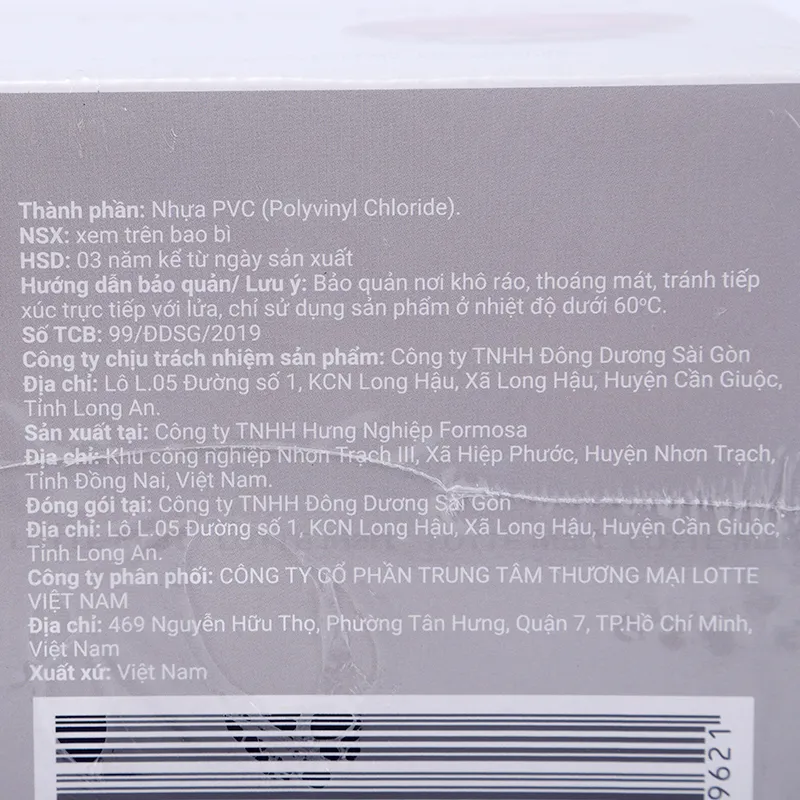 Thành phần: Nhựa PVC (Polyvinyl Chloride).
NSX: xem trên bao bì
HSD: 03 năm kể từ ngày sản xuất
Hướng dẫn bảo quản/ Lưu ý: Bảo quản nơi khô ráo, thoáng mát, tránh tiếp
xúc trực tiếp với lửa, chỉ sử dụng sản phẩm ở nhiệt độ dưới 60°C.
Số TCB: 99/ĐDSG/2019
Công ty chịu trách nhiệm sản phẩm: Công ty TNHH Đông Dương Sài Gòn
Địa chỉ: Lô L.05 Đường số 1, KCN Long Hậu, Xã Long Hậu, Huyện Cần Giuộc,
Tỉnh Long An.
Sản xuất tại: Công ty TNHH Hưng Nghiệp Formosa
Địa chỉ: Khu công nghiệp Nhơn Trạch III, Xã Hiệp Phước, Huyện Nhơn Trạch,
Tỉnh Đồng Nai, Việt Nam.
Đóng gói tại: Công ty TNHH Đông Dương Sài Gòn
Địa chỉ: Lô L.05 Đường số 1, KCN Long Hậu, Xã Long Hậu, Huyện Cần Giuộc,
Tỉnh Long An.
Công ty phân phối: CÔNG TY CỔ PHẦN TRUNG TÂM THƯƠNG MẠI LOTTE
VIỆT NAM
Địa chỉ: 469 Nguyễn Hữu Thọ, Phường Tân Hưng, Quận 7, TP.Hồ Chí Minh,
Việt Nam
Xuất xứ: Việt Nam
9621